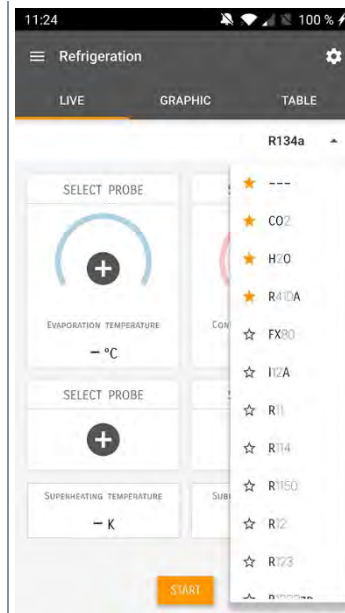 11:24 100 %
Refrigeration
LIVE GRAPHIC TABLE
R134a
SELECT PROBE
EVAPORATION TEMPERATURE
– °C
SELECT PROBE
SUPERHEATING TEMPERATURE
– K
START
---
CO2
H2O
R410A
FX80
I12A
R11
R114
R1150
R12
R123